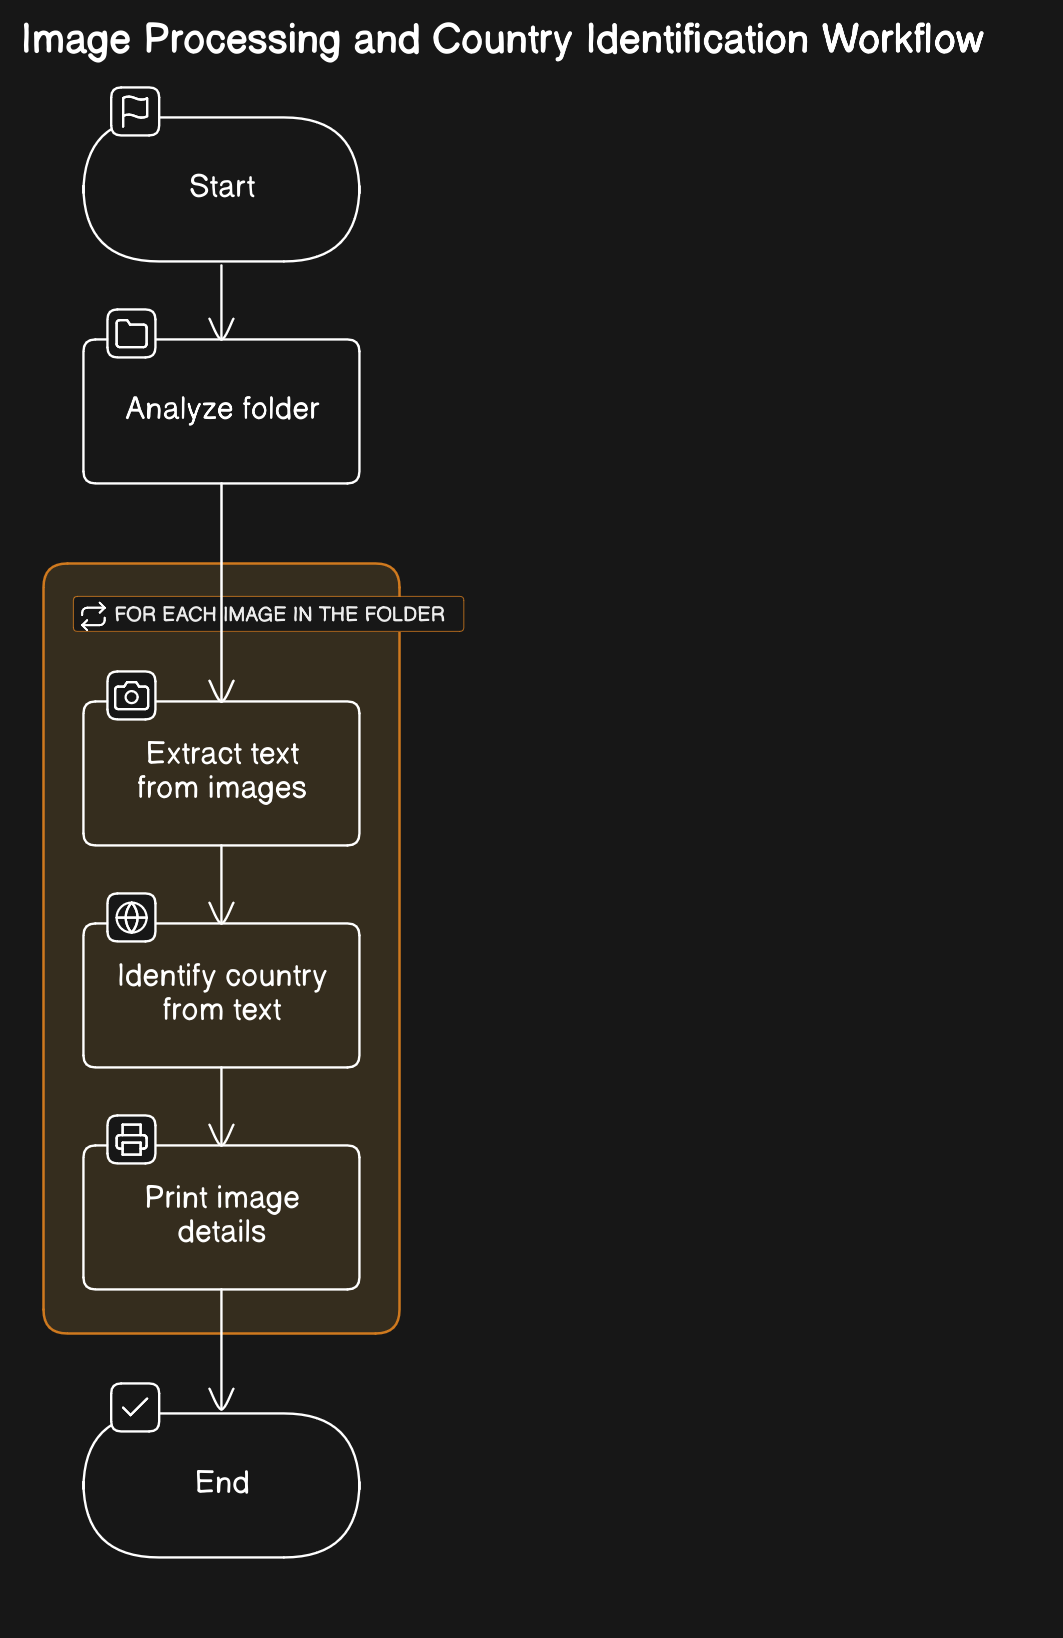 Image Processing and Country Identification Workflow
Start
Analyze folder
FOR EACH IMAGE IN THE FOLDER
Extract text
from images
Identify country
from text
Print image
details
End